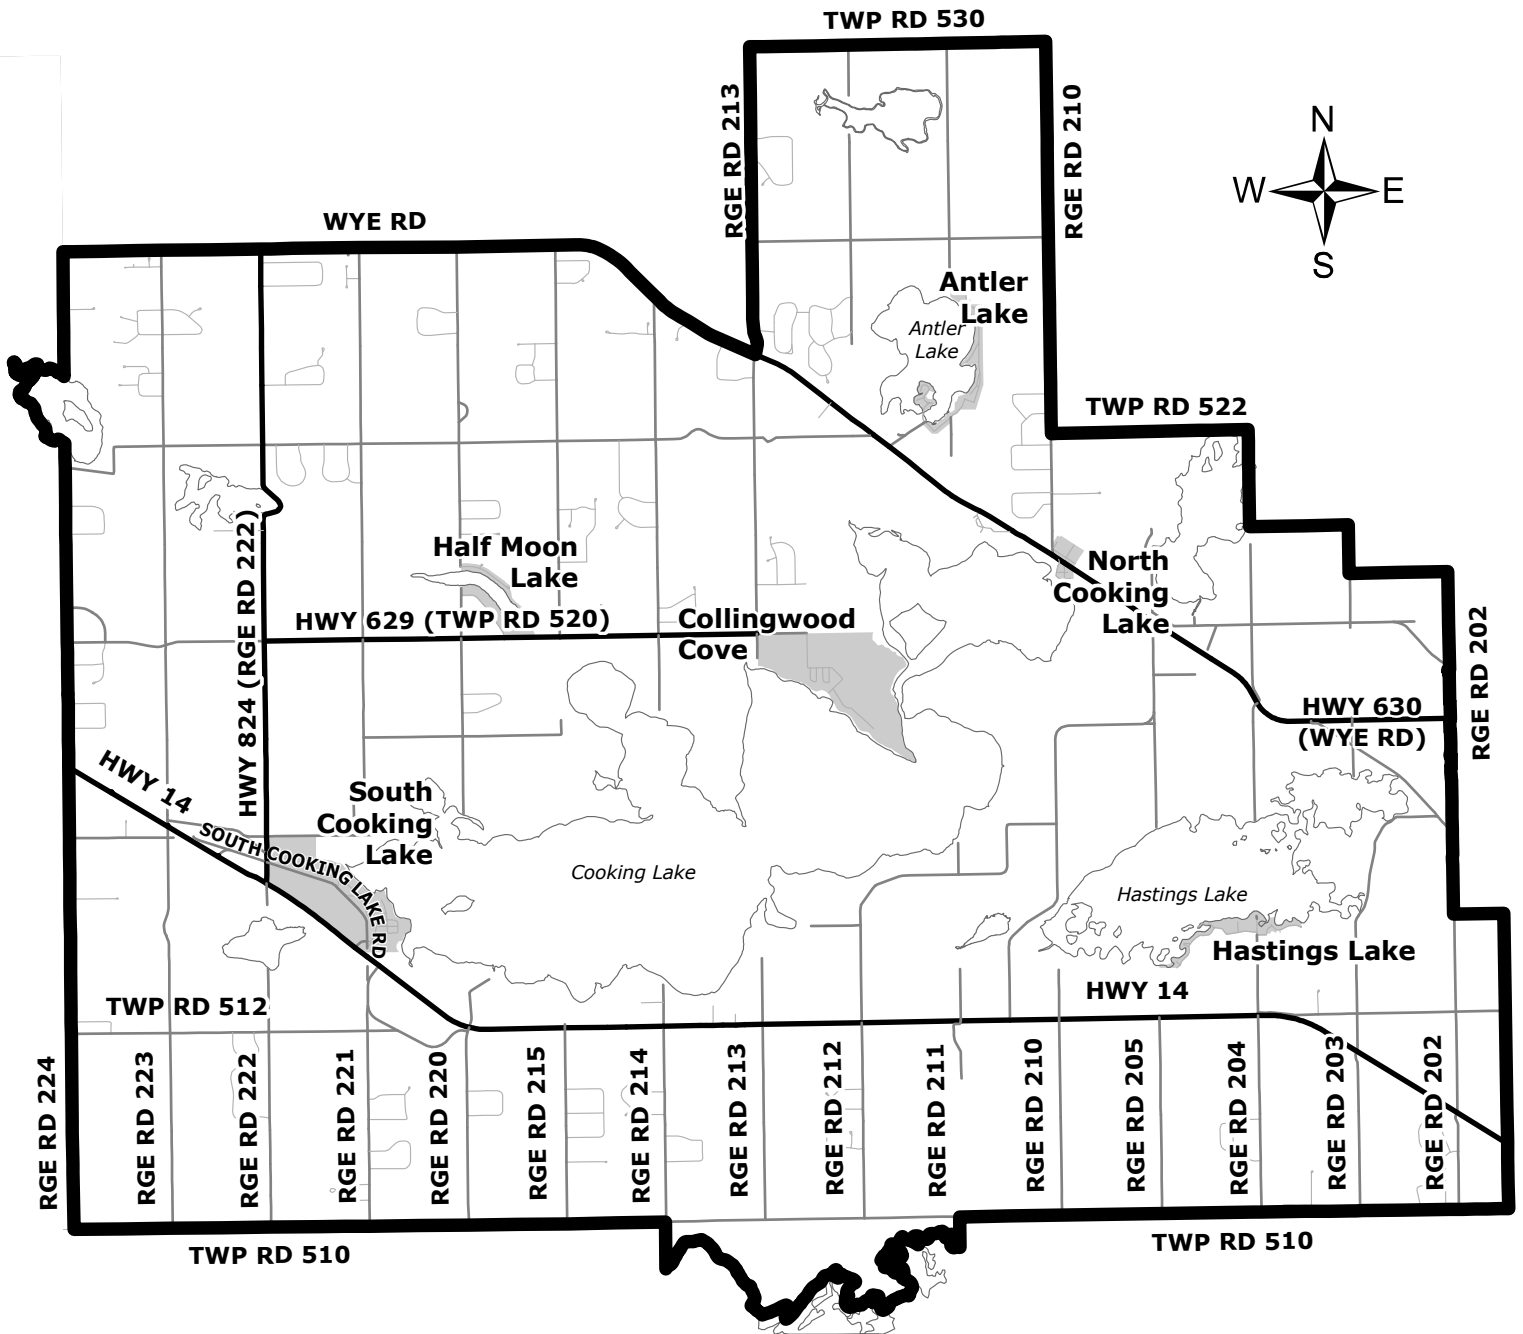 TWP RD 530
RGE RD 213
RGE RD 210
N
W
E
S
WYE RD
Antler
Lake
Antler
Lake
TWP RD 522
Half Moon
Lake
North
Cooking
Lake
HWY 629 (TWP RD 520)
Collingwood
Cove
HWY 824 (RGE RD 222)
RGE RD 202
HWY 630
(WYE RD)
HWY 14
South
Cooking
Lake
SOUTH COOKING LAKE RD
Cooking Lake
Hastings Lake
Hastings Lake
HWY 14
TWP RD 512
RGE RD 224
RGE RD 223
RGE RD 222
RGE RD 221
RGE RD 220
RGE RD 215
RGE RD 214
RGE RD 213
RGE RD 212
RGE RD 211
RGE RD 210
RGE RD 205
RGE RD 204
RGE RD 203
RGE RD 202
TWP RD 510
TWP RD 510